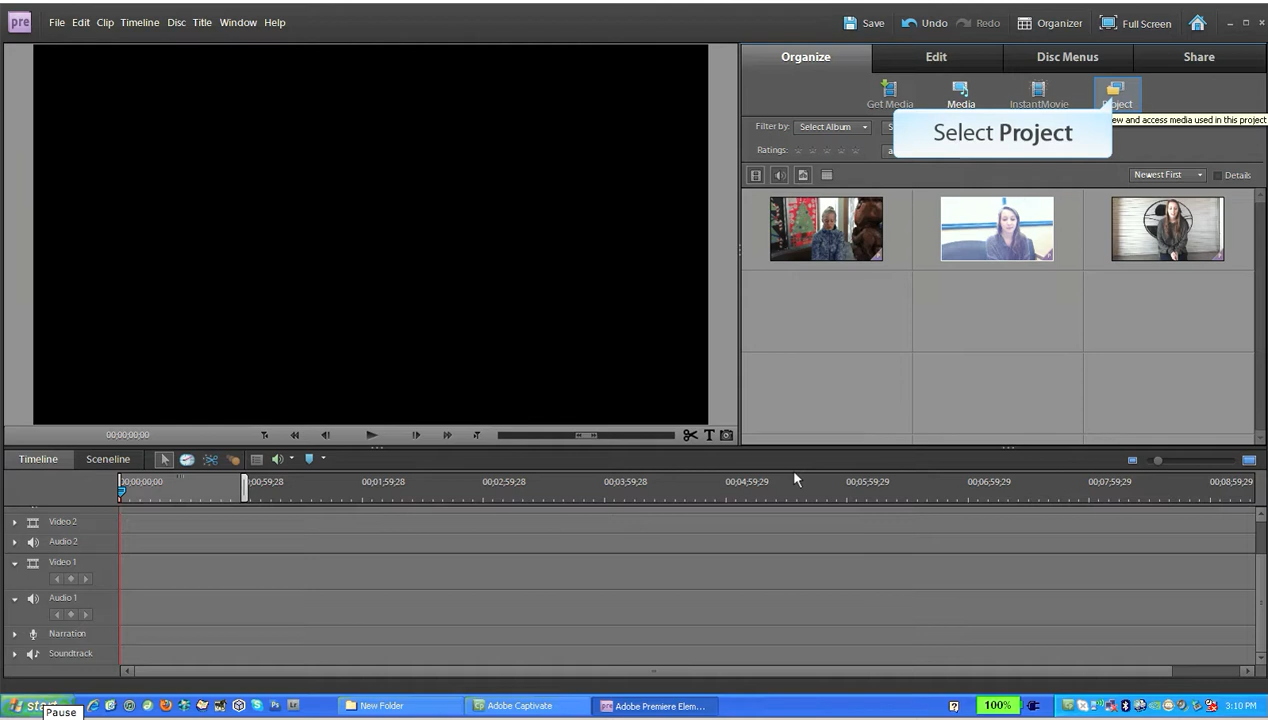 pre File Edit Clip Timeline Disc Title Window Help Save Undo Redo Organizer Full Screen
Organize Edit Disc Menus Share
Get Media Media InstantMovie Project
view and access media used in this project
Filter by: Select Album
Select Project
Ratings:
Newest First Details
00;00;00;00
Timeline Sceneline
00;00;00;00 00;00;59;28 00;01;59;28 00;02;59;28 00;03;59;28 00;04;59;29 00;05;59;29 00;06;59;29 00;07;59;29 00;08;59;29
Video 2
Audio 2
Video 1
Audio 1
Narration
Soundtrack
start New Folder Adobe Captivate pre Adobe Premiere Elem... 100% 3:10 PM
Pause